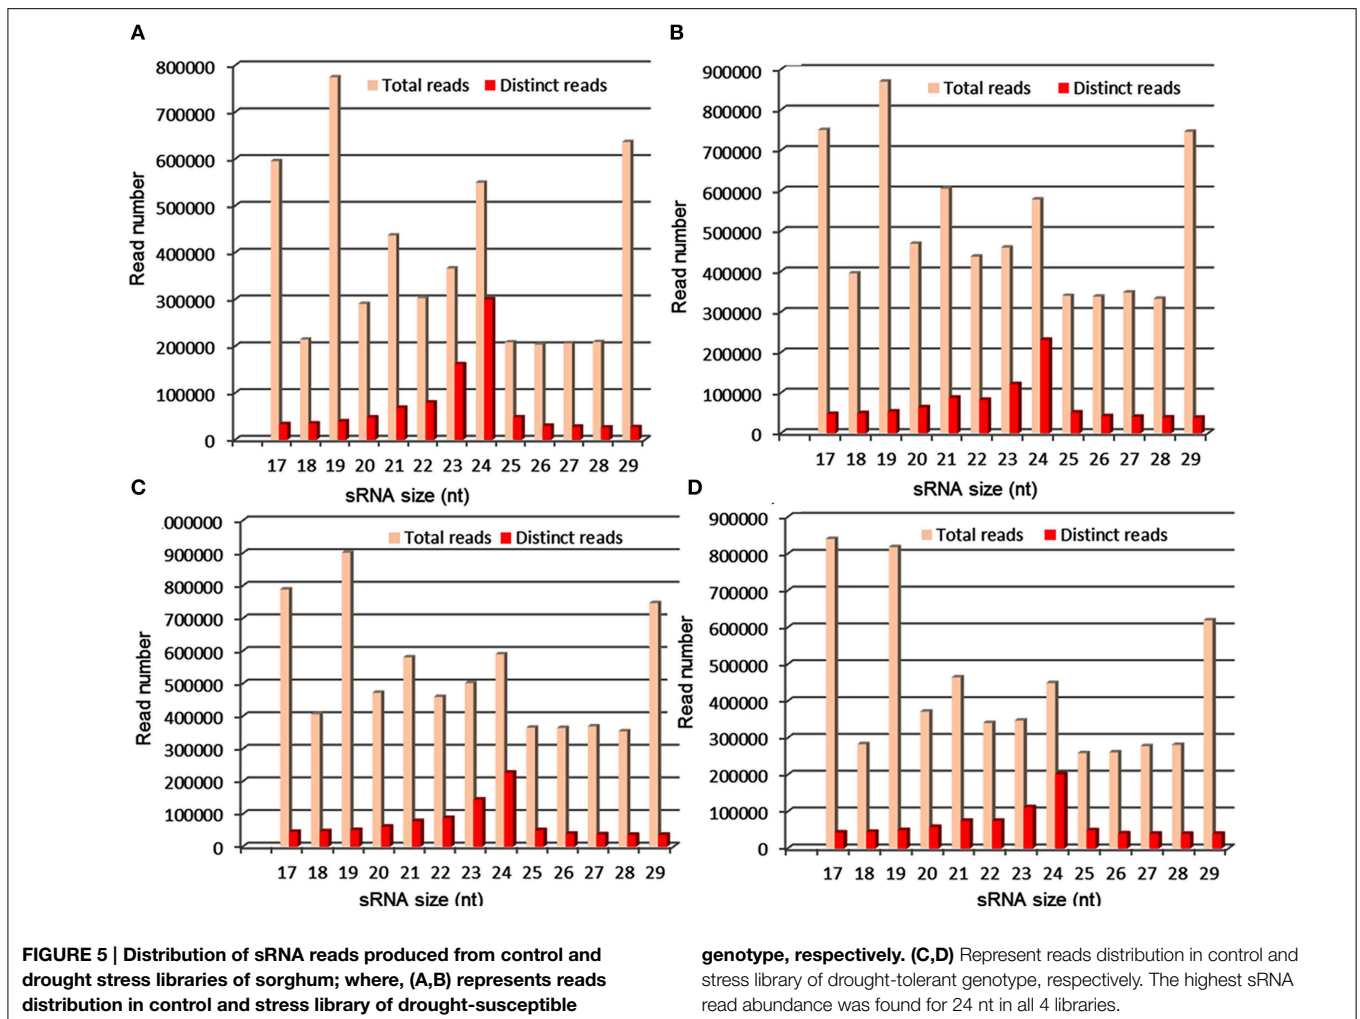 A
800000
700000
600000
500000
400000
300000
200000
100000
0
Read number
Total reads Distinct reads
17 18 19 20 21 22 23 24 25 26 27 28 29
sRNA size (nt)
B
900000
800000
700000
600000
500000
400000
300000
200000
100000
0
Read number
Total reads Distinct reads
17 18 19 20 21 22 23 24 25 26 27 28 29
sRNA size (nt)
C
000000
900000
800000
700000
600000
500000
400000
300000
200000
100000
0
Read number
Total reads Distinct reads
17 18 19 20 21 22 23 24 25 26 27 28 29
sRNA size (nt)
D
900000
800000
700000
600000
500000
400000
300000
200000
100000
0
Read number
Total reads Distinct reads
17 18 19 20 21 22 23 24 25 26 27 28 29
sRNA size (nt)
FIGURE 5 | Distribution of sRNA reads produced from control and
drought stress libraries of sorghum; where, (A,B) represents reads
distribution in control and stress library of drought-susceptible
genotype, respectively. (C,D) Represent reads distribution in control and
stress library of drought-tolerant genotype, respectively. The highest sRNA
read abundance was found for 24 nt in all 4 libraries.